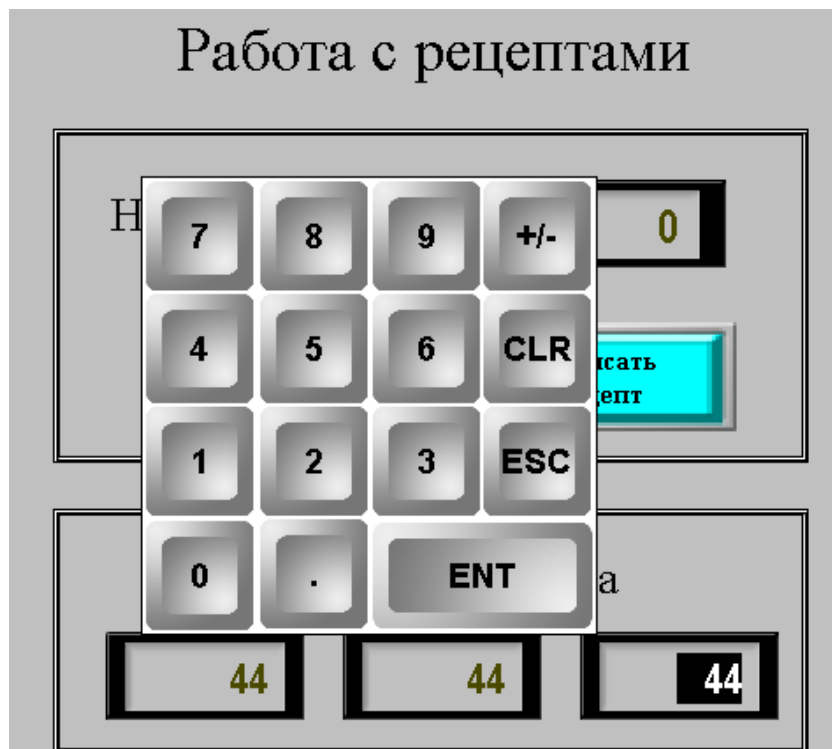 Работа с рецептами
Н
7 8 9 +/- 0
4 5 6 CLR
1 2 3 ESC
0 . ENT
а
44 44 44